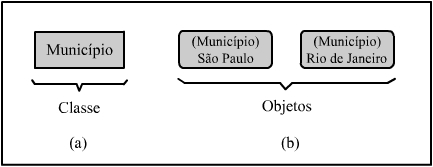 Município
(Município)
São Paulo
(Município)
Rio de Janeiro
Classe
Objetos
(a)
(b)